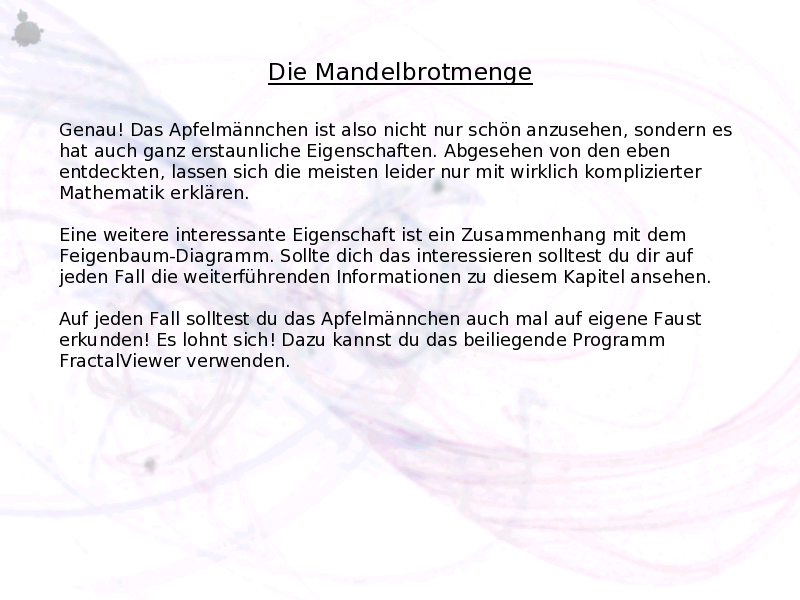 Die Mandelbrotmenge
Genau! Das Apfelmännchen ist also nicht nur schön anzusehen, sondern es
hat auch ganz erstaunliche Eigenschaften. Abgesehen von den eben
entdeckten, lassen sich die meisten leider nur mit wirklich komplizierter
Mathematik erklären.
Eine weitere interessante Eigenschaft ist ein Zusammenhang mit dem
Feigenbaum-Diagramm. Sollte dich das interessieren solltest du dir auf
jeden Fall die weiterführenden Informationen zu diesem Kapitel ansehen.
Auf jeden Fall solltest du das Apfelmännchen auch mal auf eigene Faust
erkunden! Es lohnt sich! Dazu kannst du das beiliegende Programm
FractalViewer verwenden.